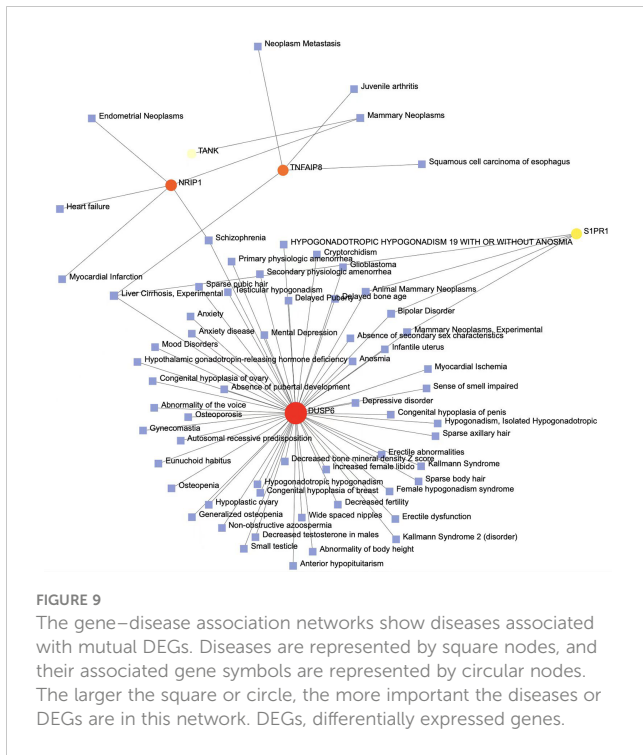 Neoplasm Metastasis
Juvenile arthritis
Endometrial Neoplasms
Mammary Neoplasms
TANK
TNFAIP8
Squamous cell carcinoma of esophagus
NRIP1
Heart failure
S1PR1
Schizophrenia
HYPOGONADOTROPIC HYPOGONADISM 19 WITH OR WITHOUT ANOSMIA
Cryptorchidism
Primary physiologic amenorrhea
Glioblastoma
Secondary physiologic amenorrhea
Myocardial Infarction
Sparse pubic hair
Testicular hypogonadism
Animal Mammary Neoplasms
Liver Cirrhosis, Experimental
Delayed Puberty
Delayed bone age
Anxiety
Bipolar Disorder
Anxiety disease
Mental Depression
Absence of secondary sex characteristics
Mammary Neoplasms, Experimental
Mood Disorders
Infantile uterus
Hypothalamic gonadotropin-releasing hormone deficiency
Anosmia
Myocardial Ischemia
Congenital hypoplasia of ovary
Absence of pubertal development
Sense of smell impaired
Abnormality of the voice
Depressive disorder
Osteoporosis
DUSP6
Congenital hypoplasia of penis
Gynecomastia
Hypogonadism, Isolated Hypogonadotropic
Autosomal recessive predisposition
Sparse axillary hair
Eunuchoid habitus
Decreased bone mineral density Z score
Erectile abnormalities
Increased female libido
Kallmann Syndrome
Osteopenia
Hypogonadotropic hypogonadism
Sparse body hair
Congenital hypoplasia of breast
Female hypogonadism syndrome
Hypoplastic ovary
Decreased fertility
Generalized osteopenia
Wide spaced nipples
Erectile dysfunction
Non-obstructive azoospermia
Decreased testosterone in males
Kallmann Syndrome 2 (disorder)
Small testicle
Abnormality of body height
Anterior hypopituitarism
FIGURE 9
The gene–disease association networks show diseases associated
with mutual DEGs. Diseases are represented by square nodes, and
their associated gene symbols are represented by circular nodes.
The larger the square or circle, the more important the diseases or
DEGs are in this network. DEGs, differentially expressed genes.